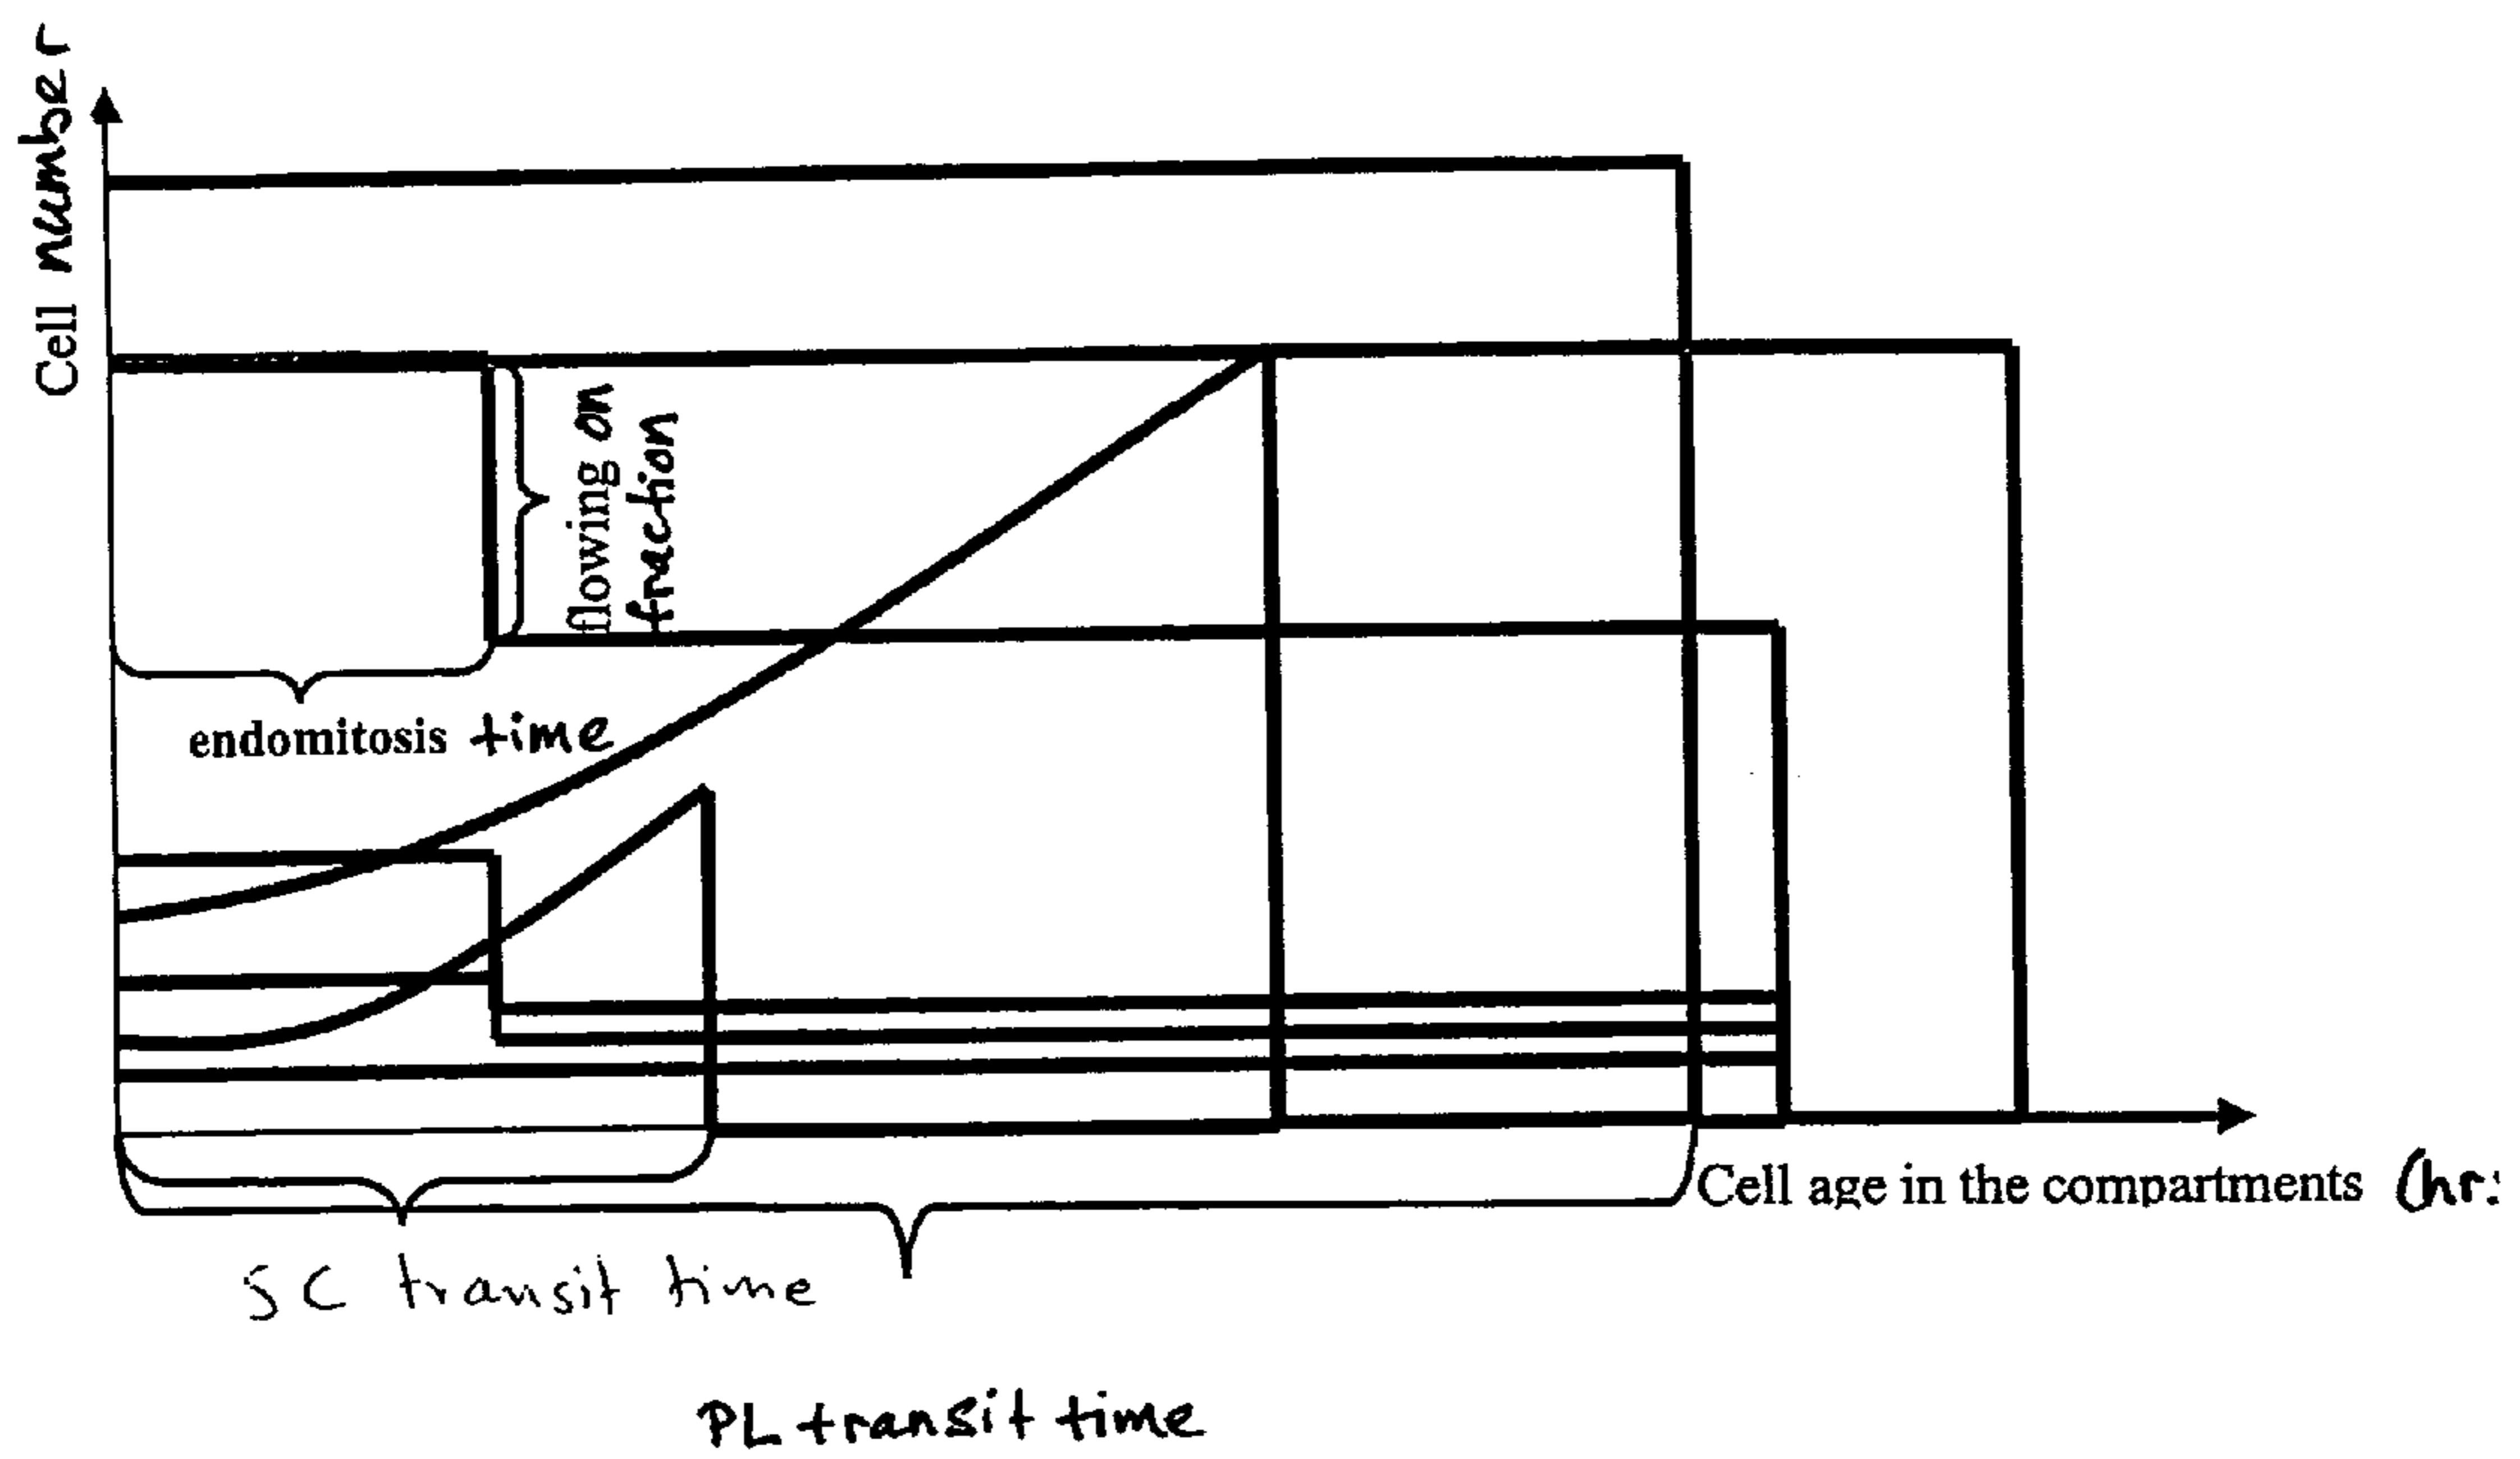 Cell number
flowing on
fraction
endomitosis time
Cell age in the compartments (hr.
SC transit time
PL transit time